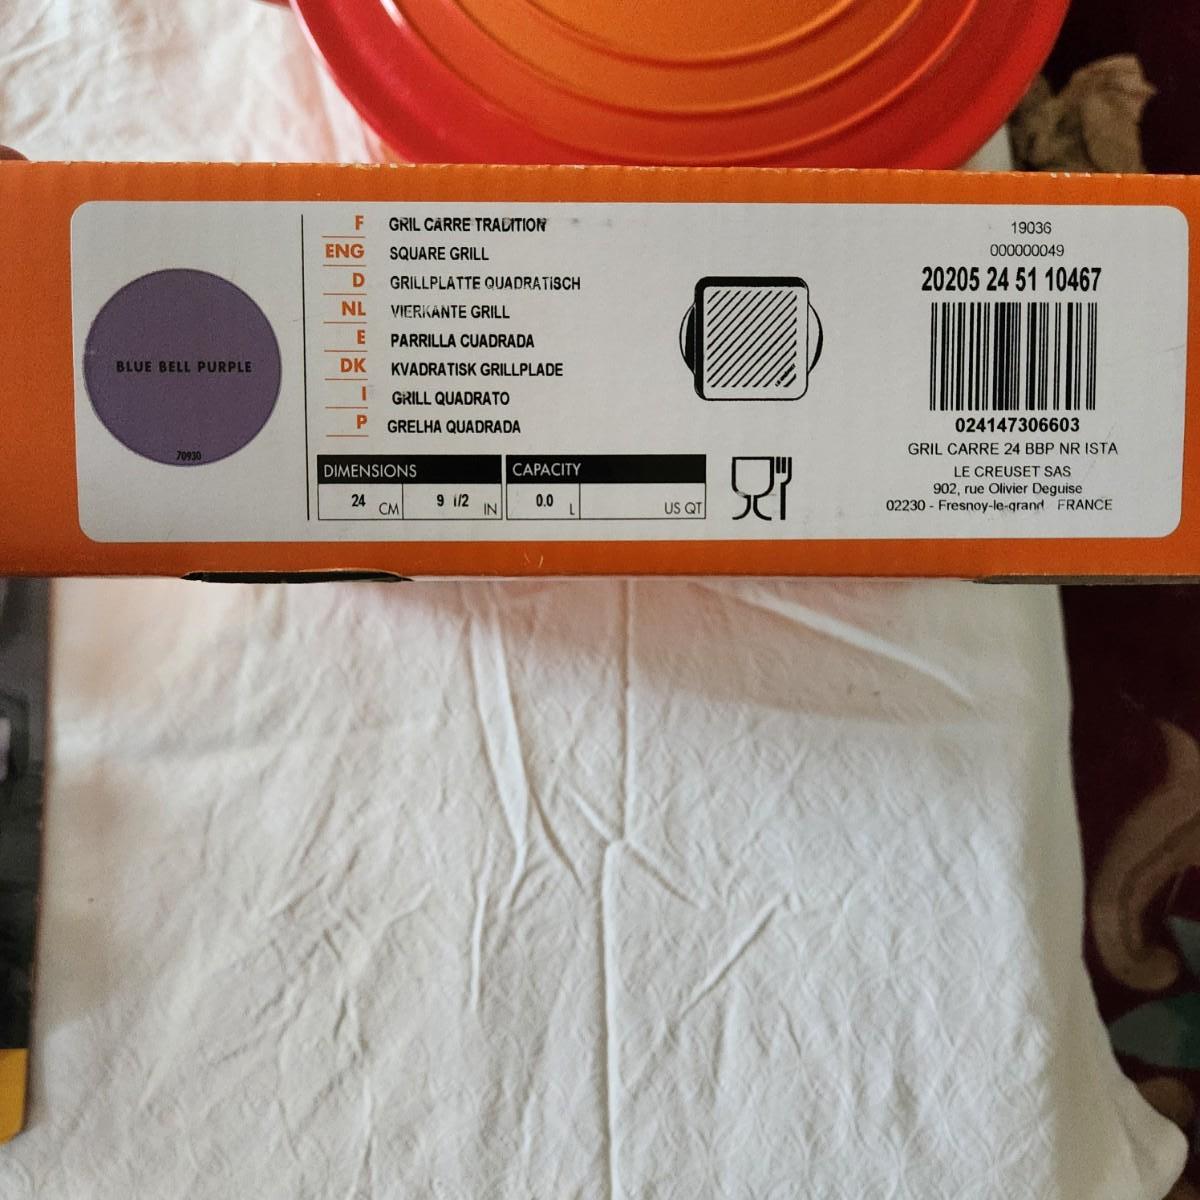 BLUE BELL PURPLE
70930
F GRIL CARRE TRADITION
ENG SQUARE GRILL
D GRILLPLATTE QUADRATISCH
NL VIERKANTE GRILL
E PARRILLA CUADRADA
DK KVADRATISK GRILLPLADE
I GRILL QUADRATO
P GRELHA QUADRADA
DIMENSIONS CAPACITY
24 CM 9 1/2 IN 0.0 L US QT
19036
000000049
20205 24 51 10467
024147306603
GRIL CARRE 24 BBP NR ISTA
LE CREUSET SAS
902, rue Olivier Deguise
02230 - Fresnoy-le-grand FRANCE